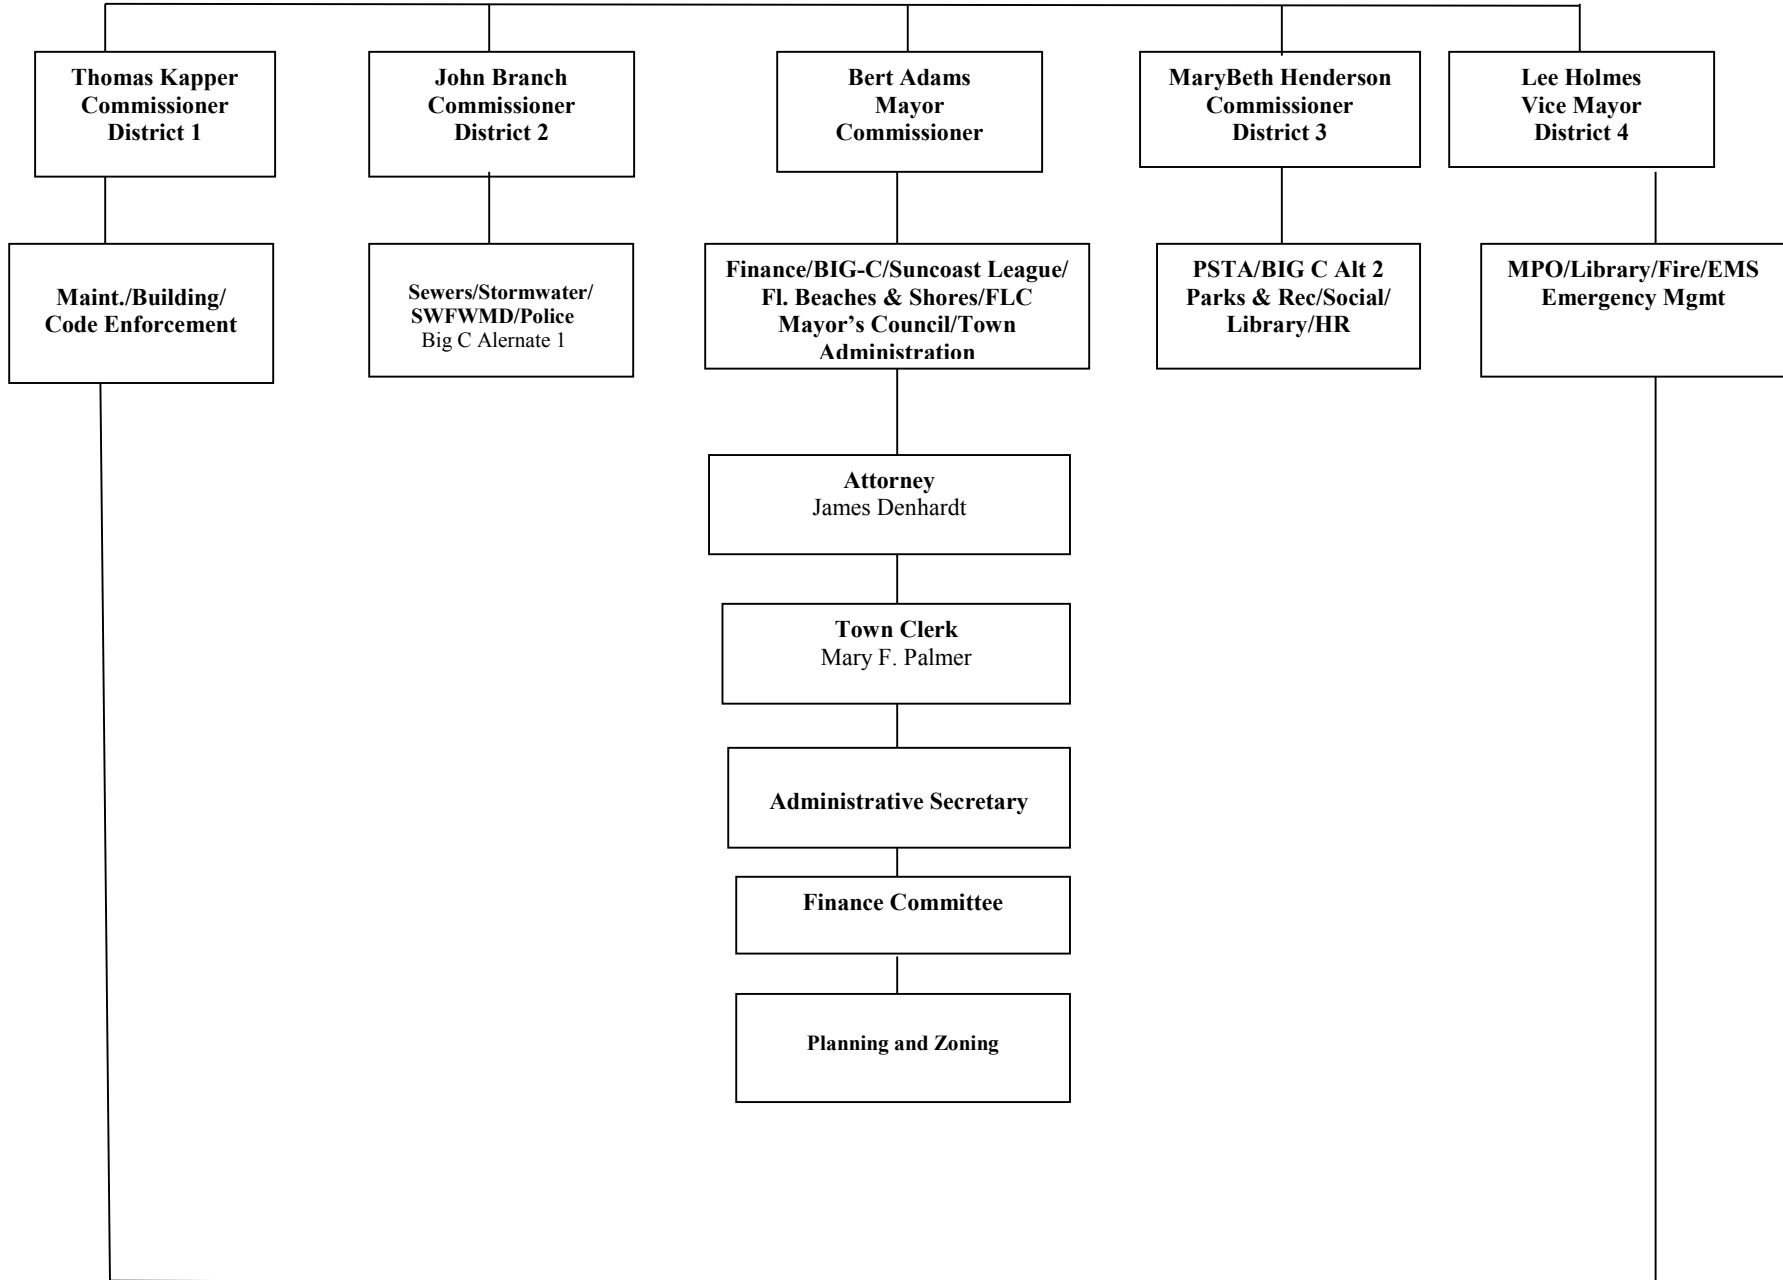 Thomas Kapper
Commissioner
District 1
John Branch
Commissioner
District 2
Bert Adams
Mayor
Commissioner
MaryBeth Henderson
Commissioner
District 3
Lee Holmes
Vice Mayor
District 4
Maint./Building/
Code Enforcement
Sewers/Stormwater/
SWFWMD/Police
Big C Alernate 1
Finance/BIG-C/Suncoast League/
Fl. Beaches & Shores/FLC
Mayor’s Council/Town
Administration
PSTA/BIG C Alt 2
Parks & Rec/Social/
Library/HR
MPO/Library/Fire/EMS
Emergency Mgmt
Attorney
James Denhardt
Town Clerk
Mary F. Palmer
Administrative Secretary
Finance Committee
Planning and Zoning